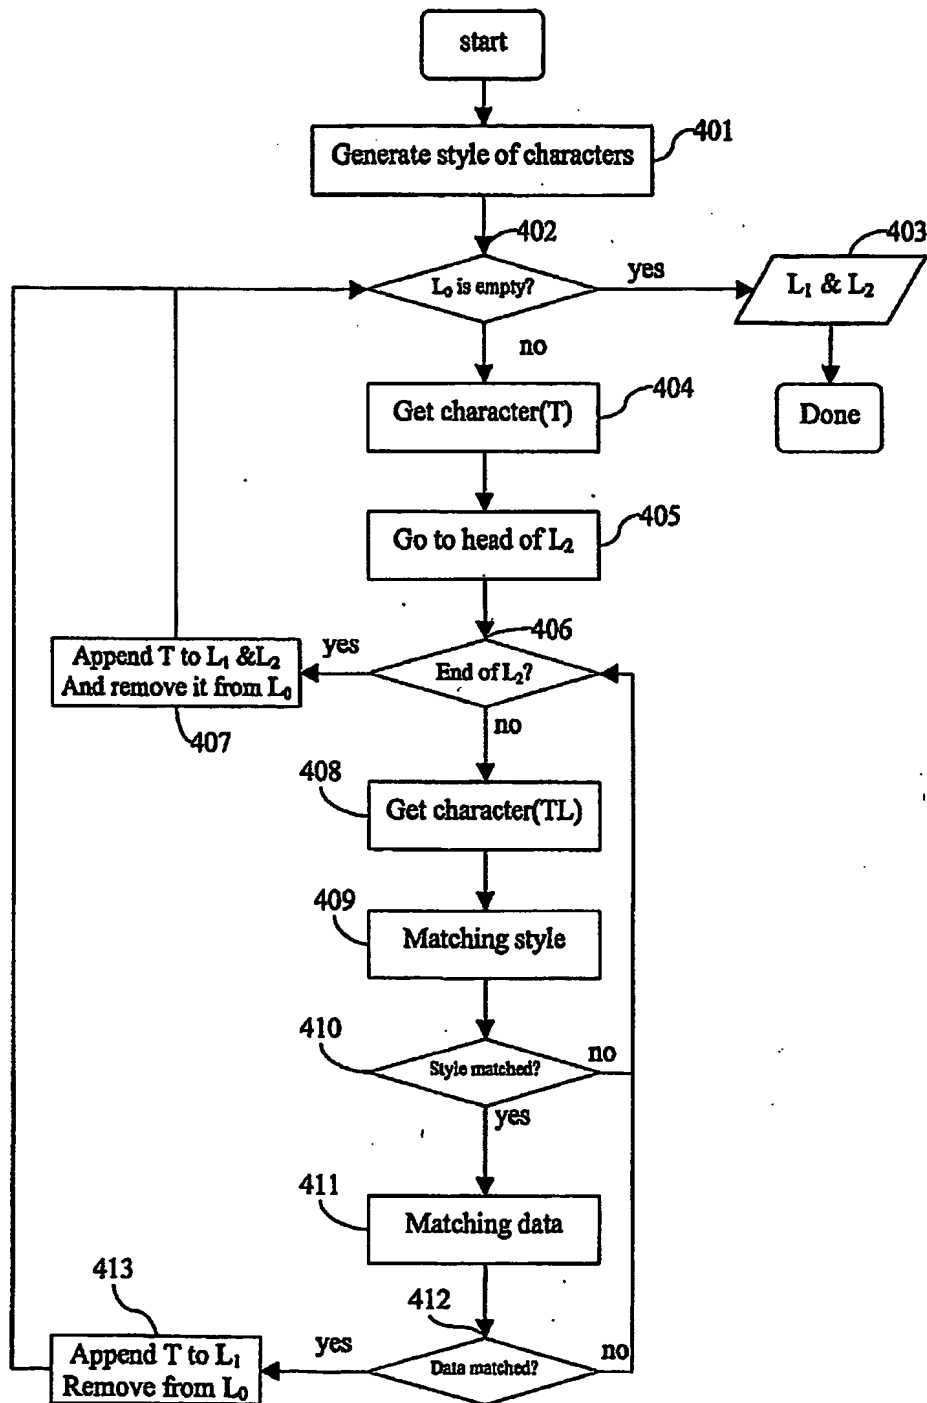 start
401
Generate style of characters
402
403
L₀ is empty?
yes
L₁ & L₂
no
404
Get character(T)
Done
405
Go to head of L₂
406
yes
Append T to L₁ &L₂
And remove it from L₀
End of L₂?
407
no
408
Get character(TL)
409
Matching style
410
Style matched?
no
yes
411
Matching data
413
412
yes
Append T to L₁
Remove from L₀
Data matched?
no